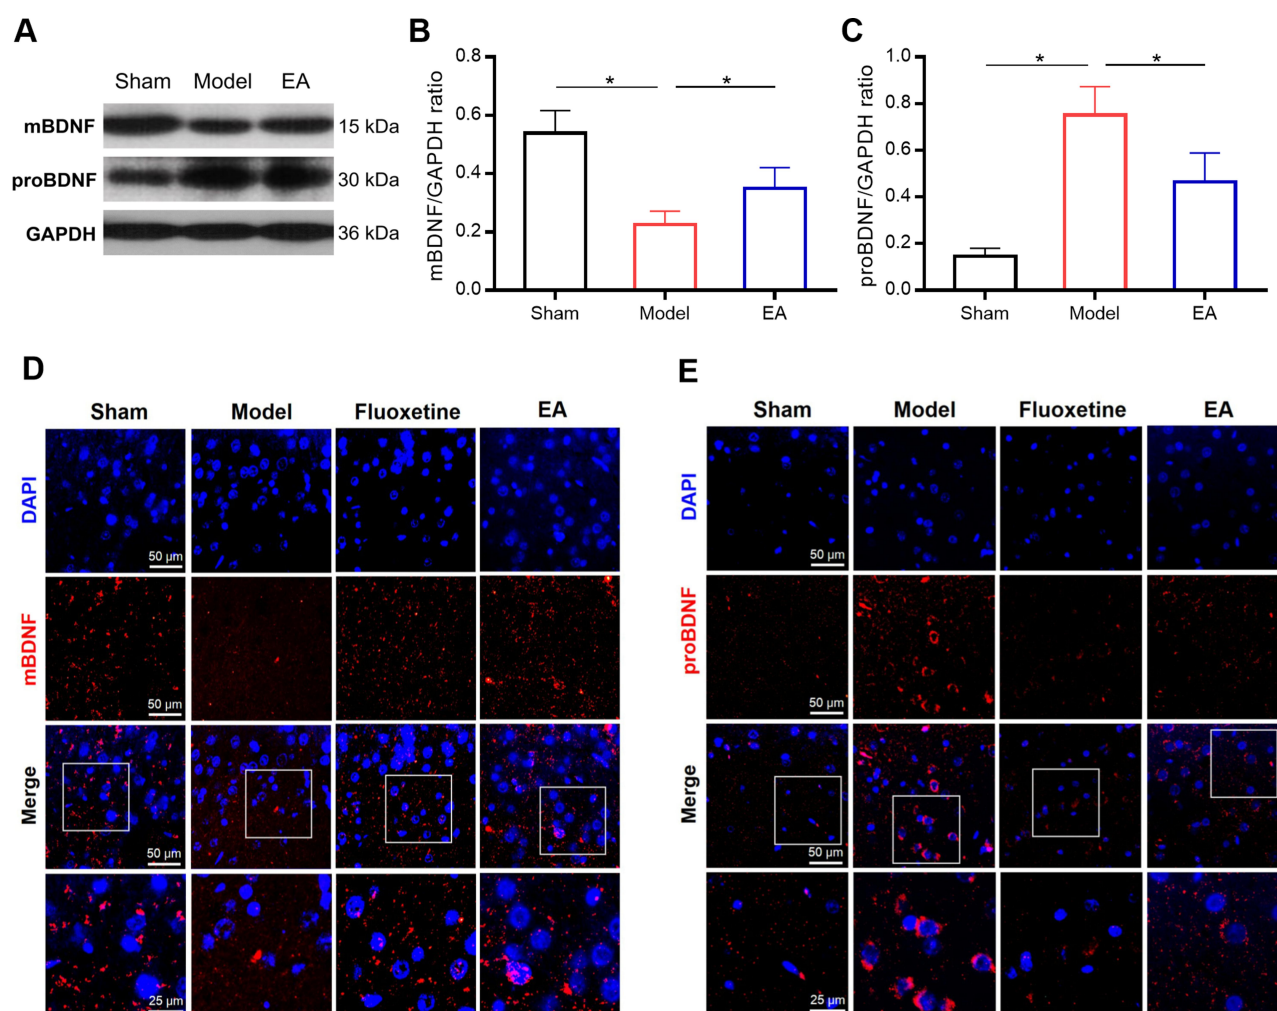 A
Sham Model EA
mBDNF 15 kDa
proBDNF 30 kDa
GAPDH 36 kDa
B
mBDNF/GAPDH ratio
0.8
0.6
0.4
0.2
0.0
* *
Sham Model EA
C
proBDNF/GAPDH ratio
1.0
0.8
0.6
0.4
0.2
0.0
* *
Sham Model EA
D
Sham Model Fluoxetine EA
DAPI
50 µm
mBDNF
50 µm
Merge
50 µm
25 µm
E
Sham Model Fluoxetine EA
DAPI
50 µm
proBDNF
50 µm
Merge
50 µm
25 µm